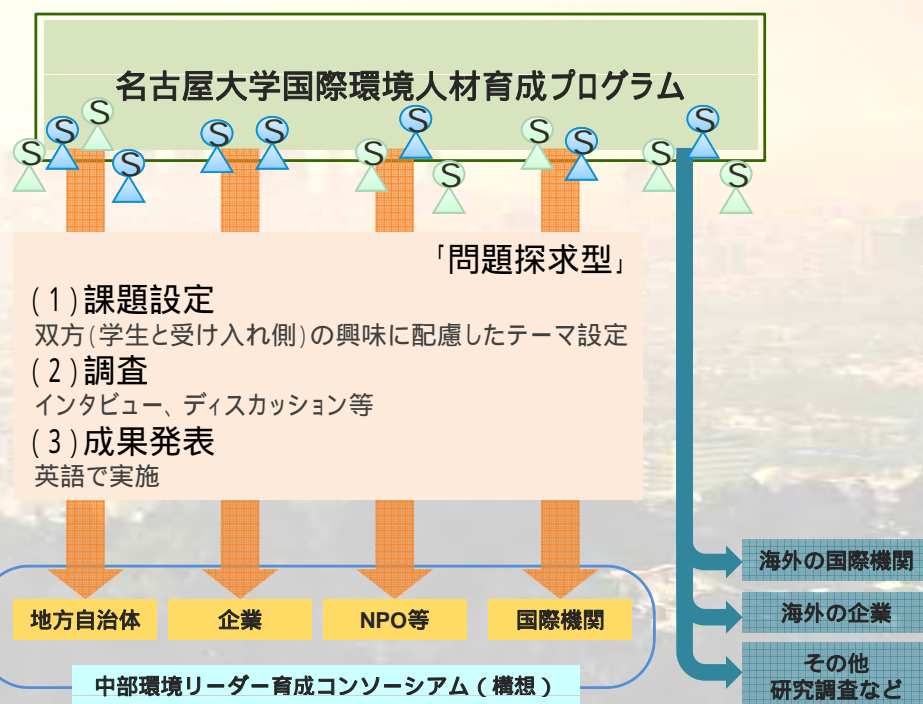 名古屋大学国際環境人材育成プログラム
S
S
S
S
S
S
S
S
S
S
S
S
S
S
「問題探求型」
(1)課題設定
双方(学生と受け入れ側)の興味に配慮したテーマ設定
(2)調査
インタビュー、ディスカッション等
(3)成果発表
英語で実施
地方自治体
企業
NPO等
国際機関
中部環境リーダー育成コンソーシアム(構想)
海外の国際機関
海外の企業
その他
研究調査など